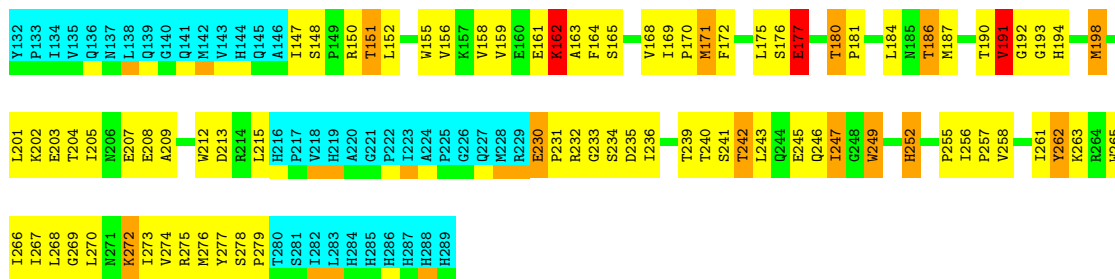 Y132 P133 I134 V135 Q136 N137 L138 Q139 G140 Q141 M142 V143 H144 Q145 A146 I147 S148 P149 R150 T151 L152 W155 V156 K157 V158 V159 E160 E161 K162 A163 F164 S165 V168 I169 P170 M171 F172 L175 S176 E177 T180 P181 L184 N185 T186 M187 T190 V191 G192 G193 H194 M198
L201 K202 E203 T204 I205 N206 E207 E208 A209 W212 D213 R214 L215 H216 P217 V218 H219 A220 G221 P222 I223 A224 P225 G226 Q227 M228 R229 E230 P231 R232 G233 S234 D235 I236 T239 T240 S241 T242 L243 Q244 E245 Q246 I247 G248 W249 H252 P255 I256 P257 V258 I261 Y262 K263 R264 W265
I266 I267 L268 G269 L270 N271 K272 I273 V274 R275 M276 Y277 S278 P279 T280 S281 I282 L283 H284 H285 H286 H287 H288 H289